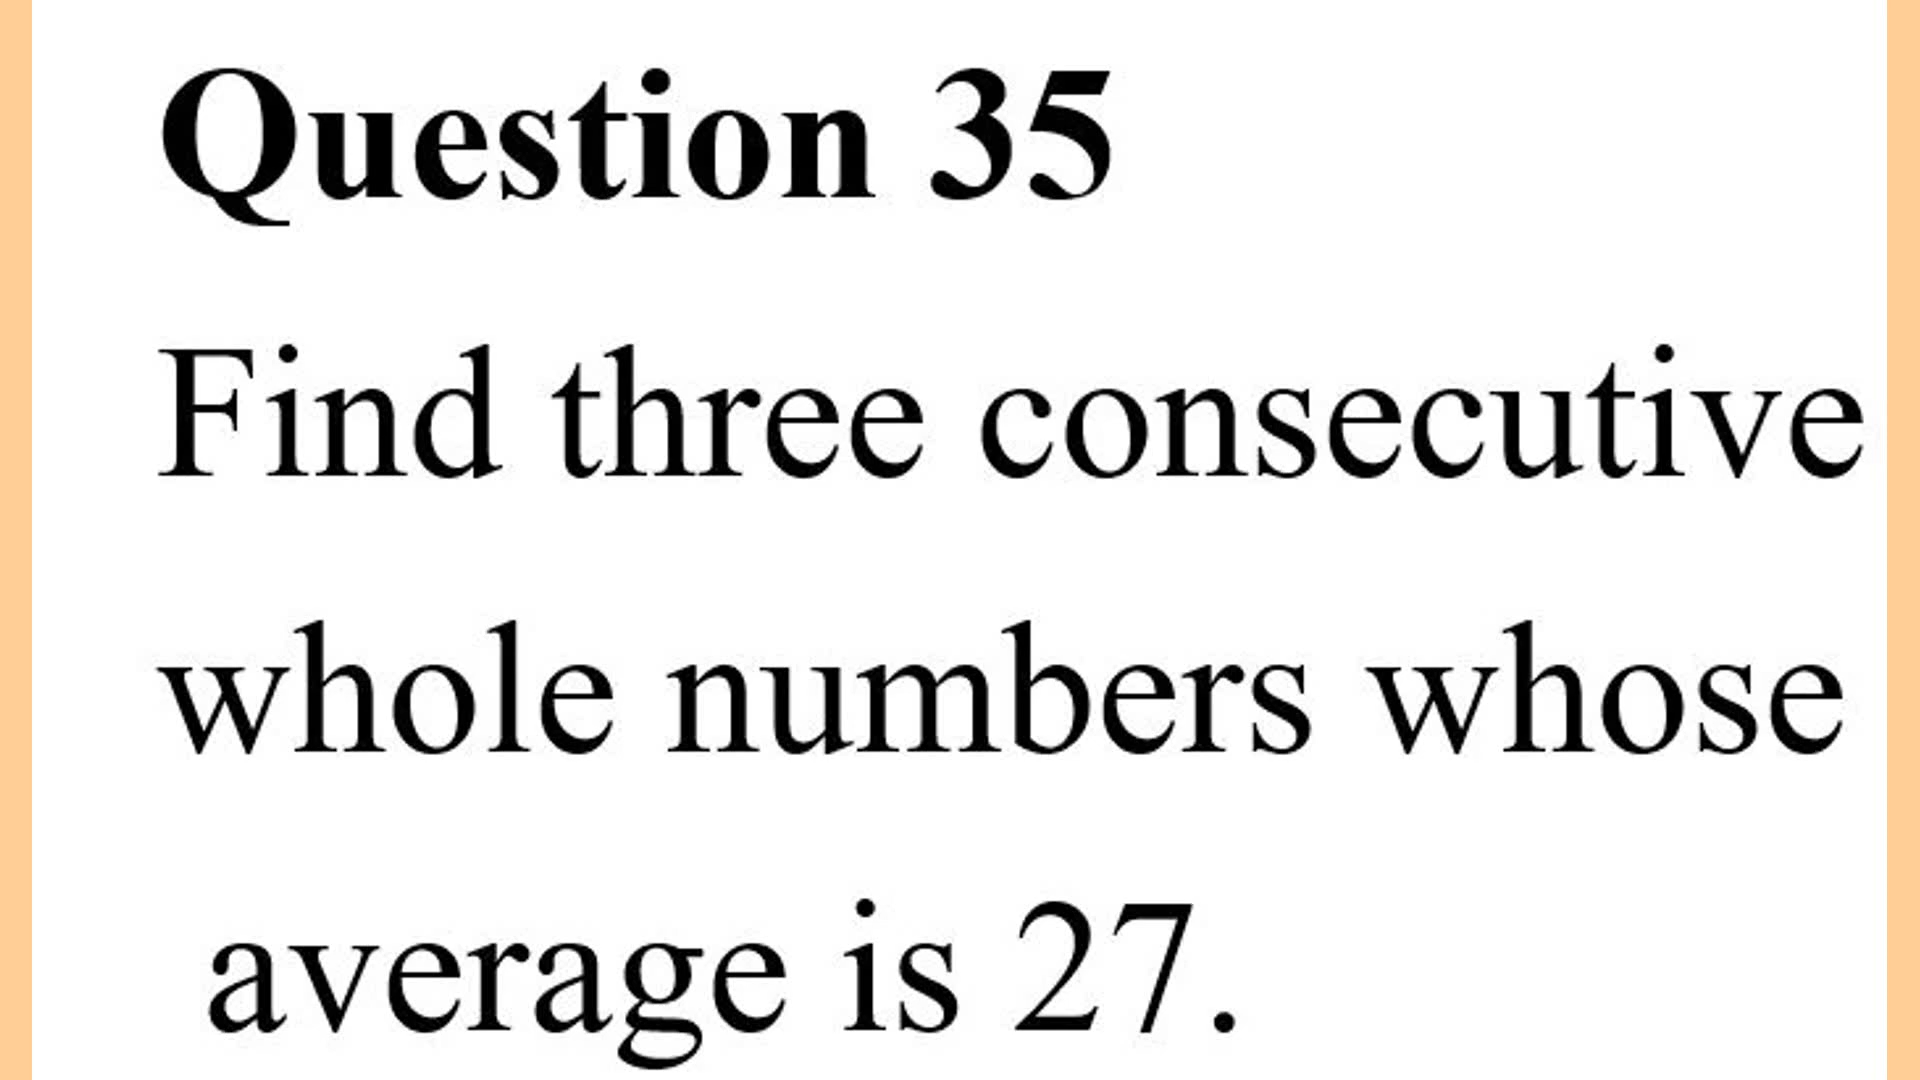 Question 35
Find three consecutive
whole numbers whose
average is 27.